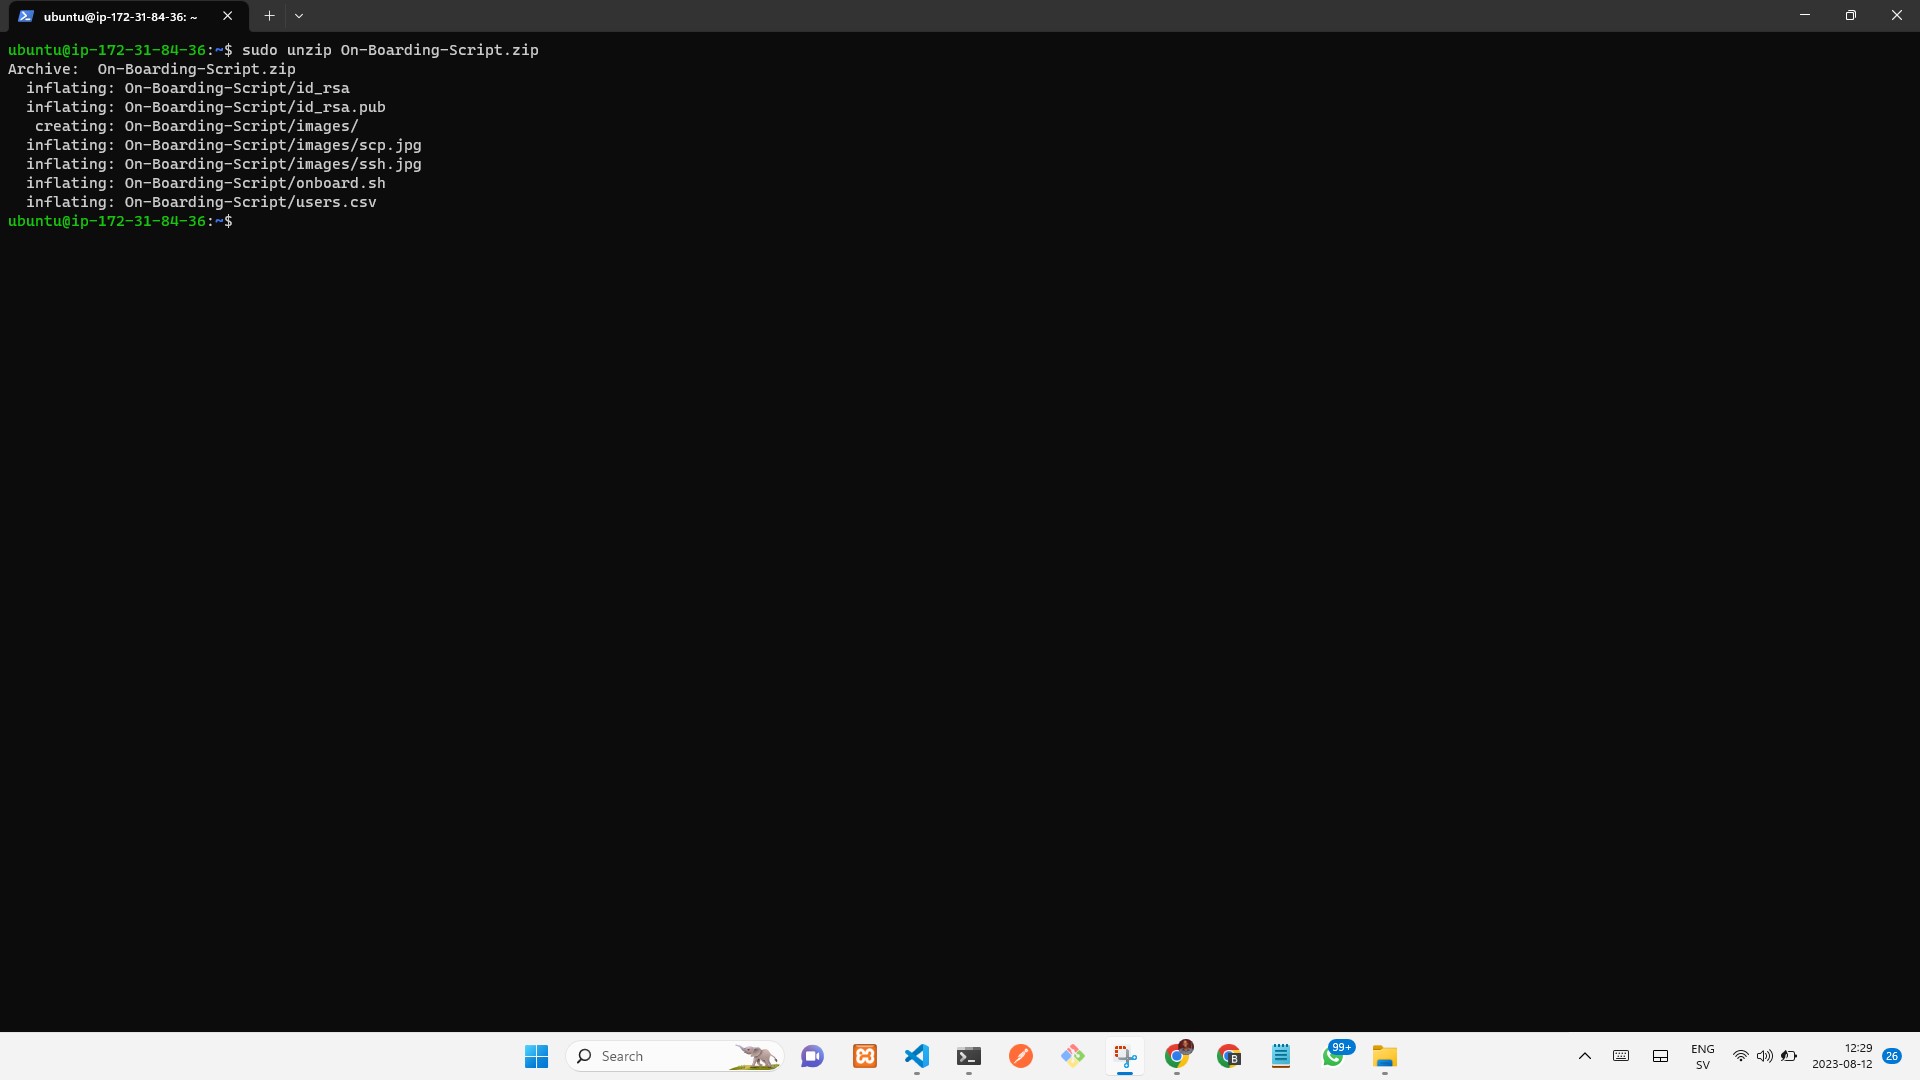 ubuntu@ip-172-31-84-36: ~
ubuntu@ip-172-31-84-36:~$ sudo unzip On-Boarding-Script.zip
Archive:  On-Boarding-Script.zip
  inflating: On-Boarding-Script/id_rsa
  inflating: On-Boarding-Script/id_rsa.pub
   creating: On-Boarding-Script/images/
  inflating: On-Boarding-Script/images/scp.jpg
  inflating: On-Boarding-Script/images/ssh.jpg
  inflating: On-Boarding-Script/onboard.sh
  inflating: On-Boarding-Script/users.csv
ubuntu@ip-172-31-84-36:~$
Search
B
99+
ENG
SV
12:29
2023-08-12
26